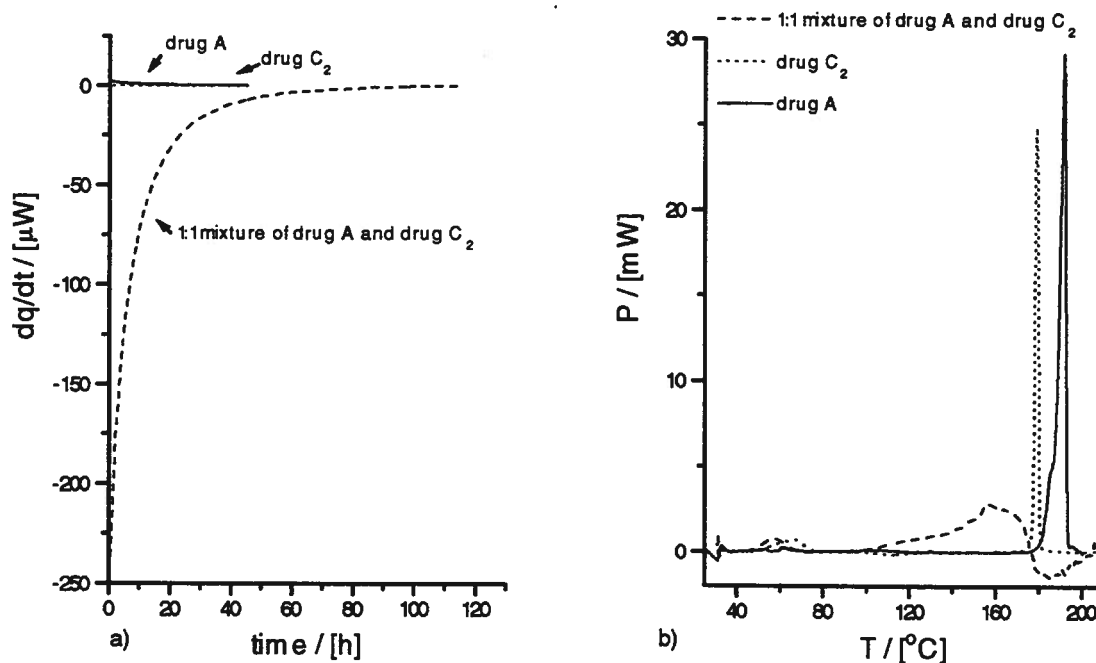 drug A
drug C2
0
-50
-100
-150
-200
-250
dq/dt / [µW]
1:1mixture of drug A and drug C2
0 20 40 60 80 100 120
a)
time / [h]
1:1 mixture of drug A and drug C2
drug C2
drug A
30
20
10
0
P / [mW]
40 80 120 160 200
b)
T / [°C]